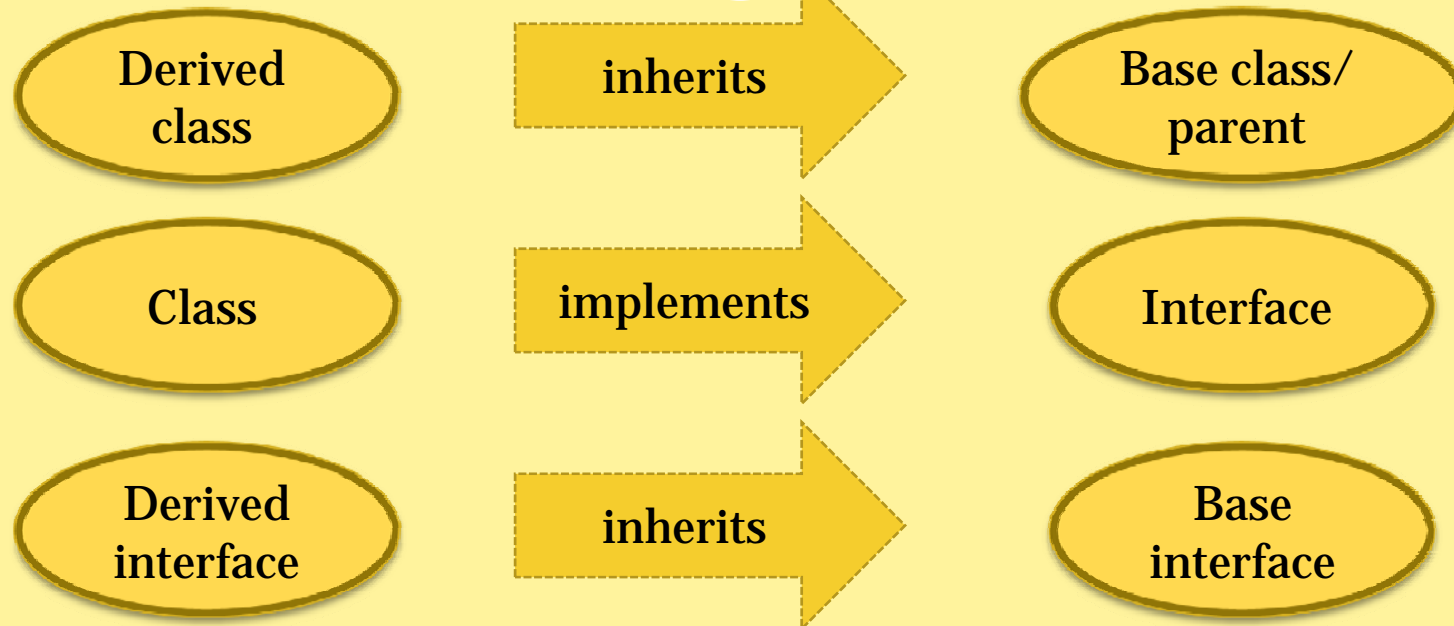 Derived
class
inherits
Base class/
parent
Class
implements
Interface
Derived
interface
inherits
Base
interface